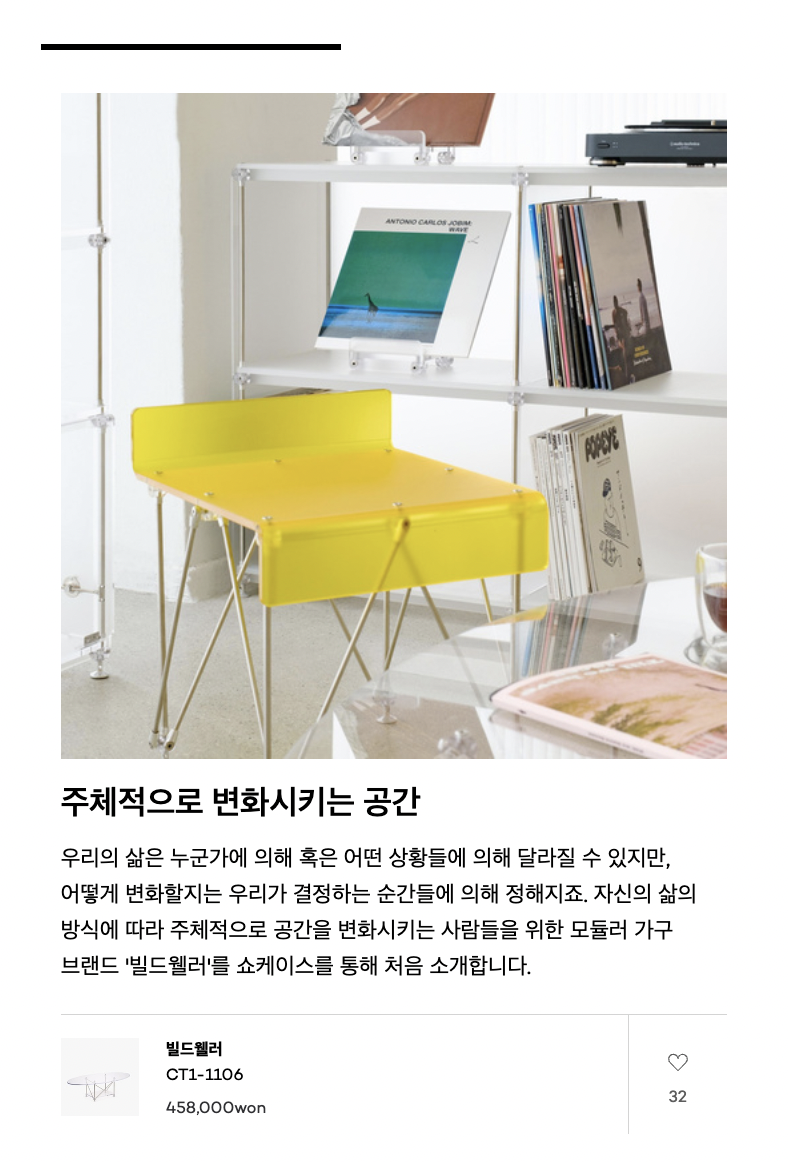 ANTONIO CARLOS JOBIM:
WAVE
audio-technica
POPEYE
주체적으로 변화시키는 공간
우리의 삶은 누군가에 의해 혹은 어떤 상황들에 의해 달라질 수 있지만,
어떻게 변화할지는 우리가 결정하는 순간들에 의해 정해지죠. 자신의 삶의
방식에 따라 주체적으로 공간을 변화시키는 사람들을 위한 모듈러 가구
브랜드 '빌드웰러'를 쇼케이스를 통해 처음 소개합니다.
빌드웰러
CT1-1106
458,000won
32